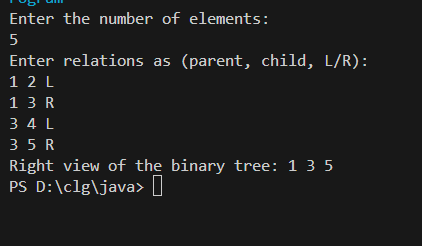 rogram
Enter the number of elements:
5
Enter relations as (parent, child, L/R):
1 2 L
1 3 R
3 4 L
3 5 R
Right view of the binary tree: 1 3 5
PS D:\clg\java>